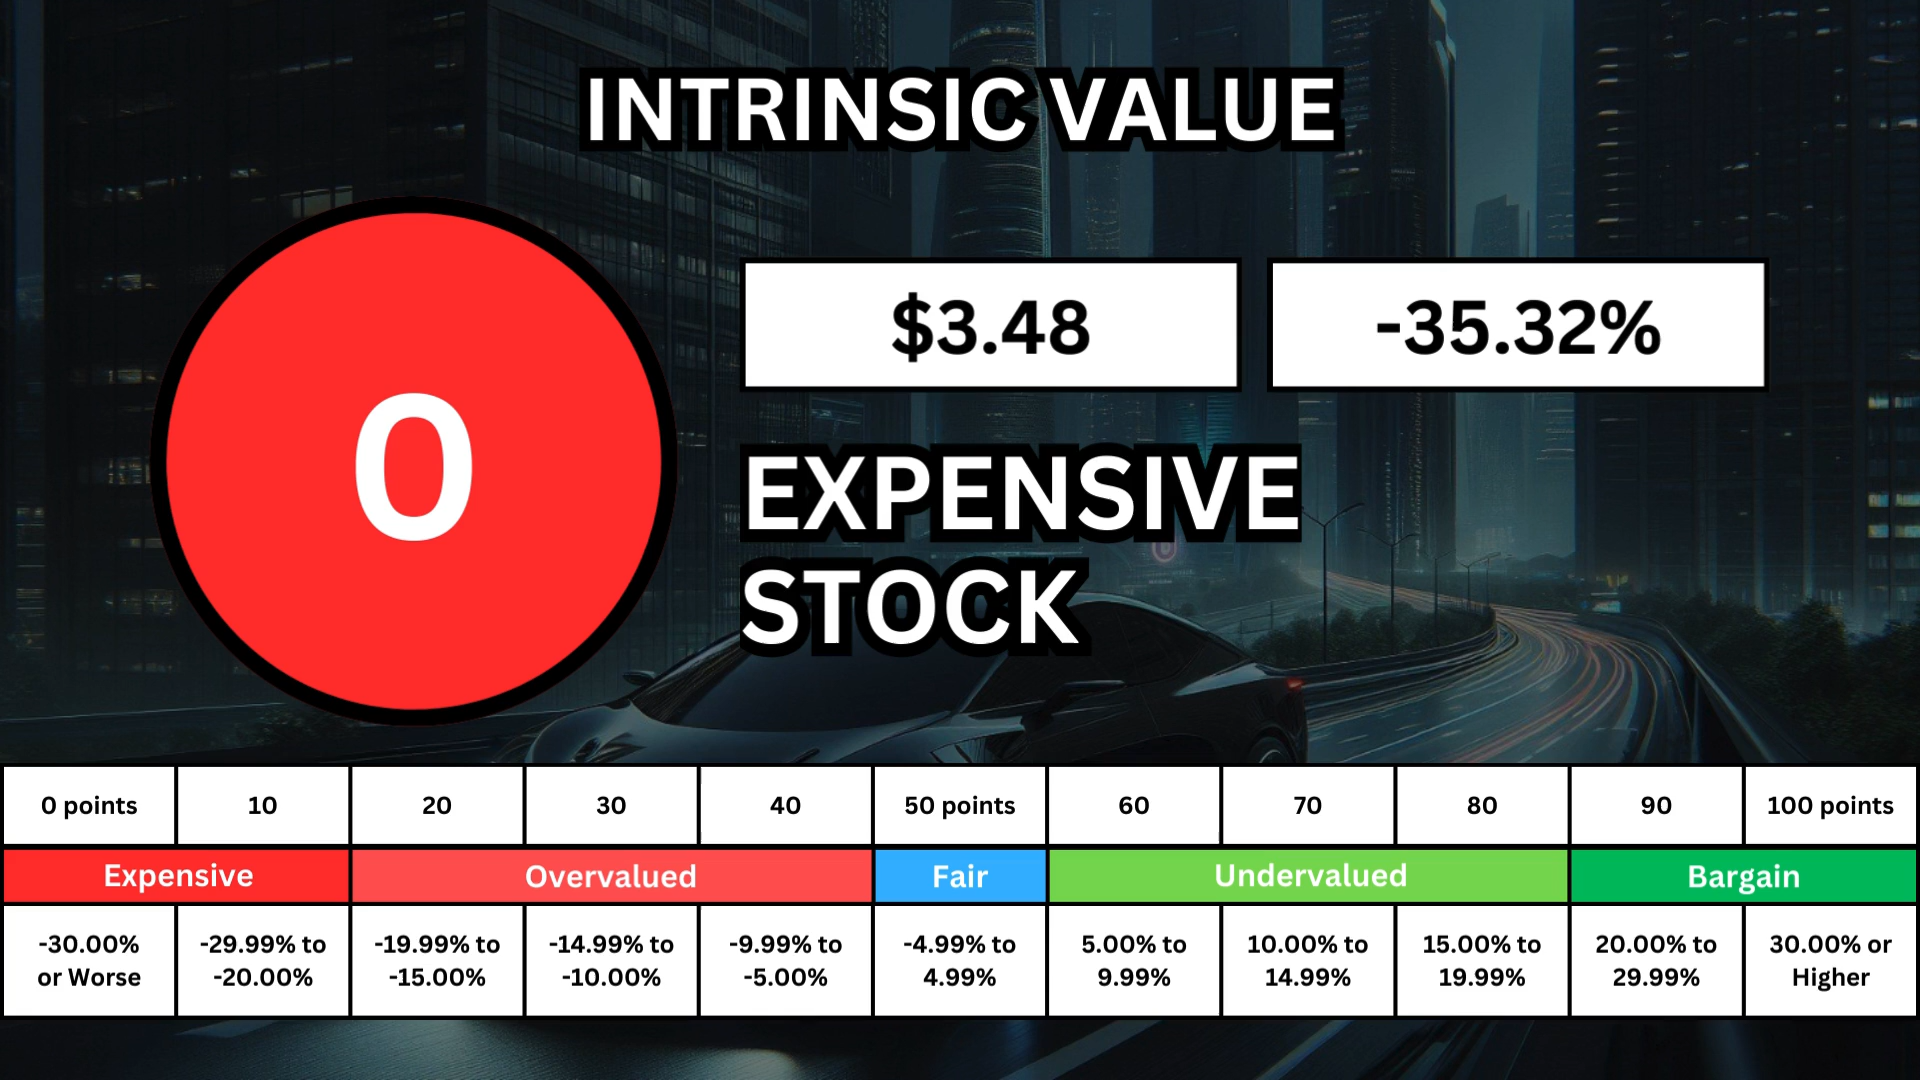 INTRINSIC VALUE
0
$3.48
-35.32%
EXPENSIVE
STOCK
0 points 10 20 30 40 50 points 60 70 80 90 100 points
Expensive Overvalued Fair Undervalued Bargain
-30.00% -29.99% to -19.99% to -14.99% to -9.99% to -4.99% to 5.00% to 10.00% to 15.00% to 20.00% to 30.00% or
or Worse -20.00% -15.00% -10.00% -5.00% 4.99% 9.99% 14.99% 19.99% 29.99% Higher